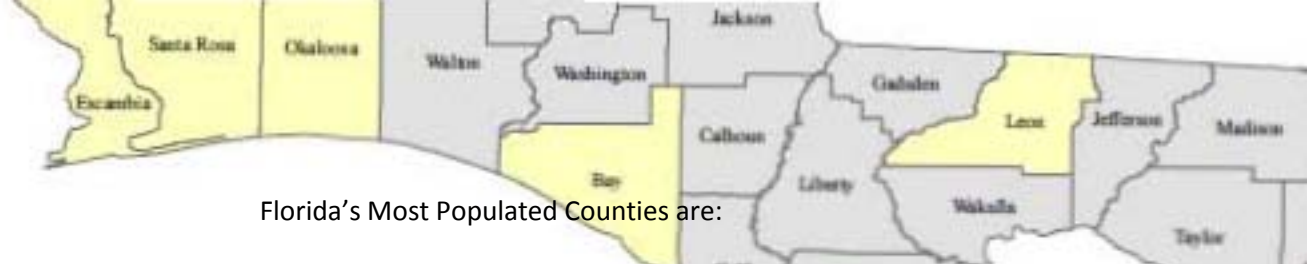 Jackson
Santa Rosa
Okaloosa
Walton
Washington
Gadsden
Escambia
Leon
Jefferson
Madison
Calhoun
Bay
Liberty
Florida’s Most Populated Counties are:
Wakulla
Taylor